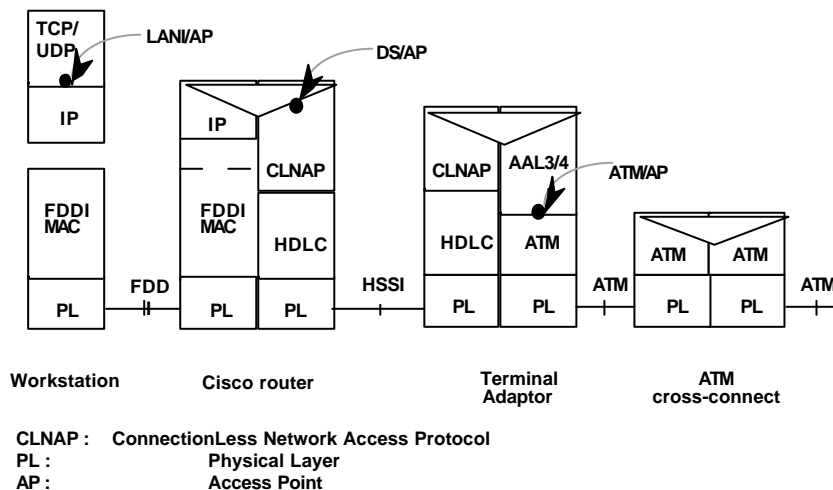 TCP/
UDP
LANI/AP
DS/AP
IP
IP
CLNAP
CLNAP
AAL3/4
ATM/AP
FDDI
MAC
FDDI
MAC
HDLC
HDLC
ATM
ATM
ATM
FDD
HSSI
ATM
ATM
PL
PL
PL
PL
PL
PL
PL
Workstation
Cisco router
Terminal
Adaptor
ATM
cross-connect
CLNAP : ConnectionLess Network Access Protocol
PL : Physical Layer
AP : Access Point